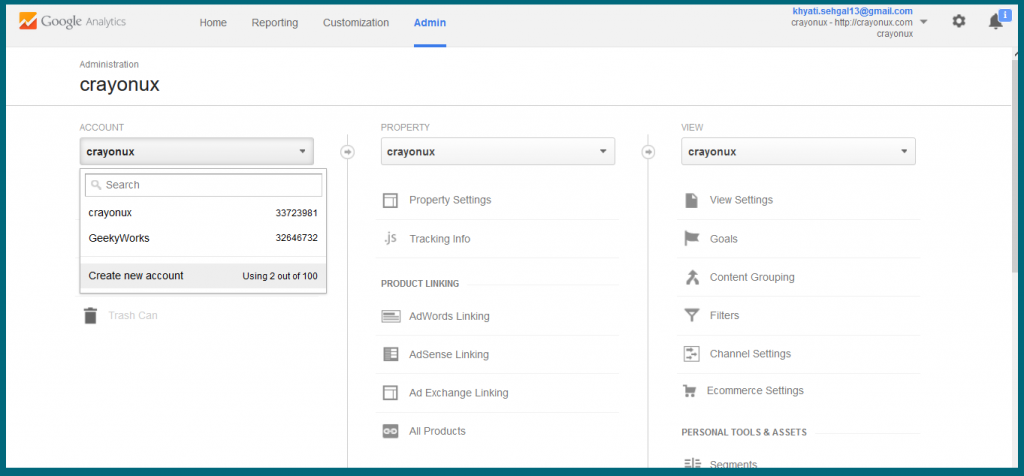 Google Analytics
Home Reporting Customization Admin
khyati.sehgal13@gmail.com
crayonux - http://crayonux.com
crayonux
1
Administration
crayonux
ACCOUNT
crayonux
Search
crayonux 33723981
GeekyWorks 32646732
Create new account Using 2 out of 100
Trash Can
PROPERTY
crayonux
Property Settings
.js Tracking Info
PRODUCT LINKING
AdWords Linking
AdSense Linking
Ad Exchange Linking
All Products
VIEW
crayonux
View Settings
Goals
Content Grouping
Filters
Channel Settings
Ecommerce Settings
PERSONAL TOOLS & ASSETS
Segments